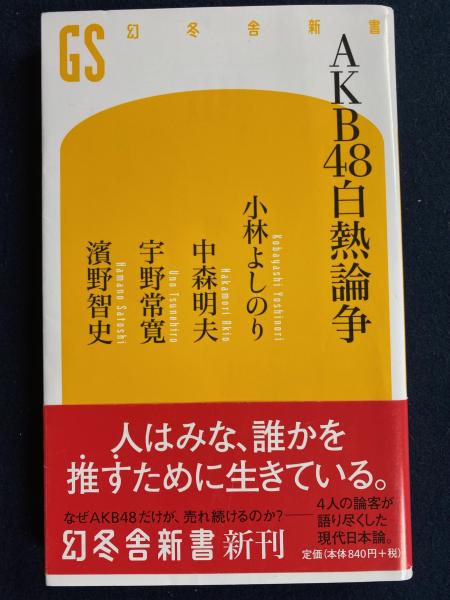 GS
幻冬舎新書
AKB48白熱論争
小林よしのり
Kobayashi Yoshinori
中森明夫
Nakamori Akio
宇野常寛
Uno Tsunehiro
濱野智史
Hamano Satoshi
人はみな、誰かを
推すために生きている。
なぜAKB48だけが、売れ続けるのか?――
4人の論客が
語り尽くした
現代日本論。
幻冬舎新書 新刊
定価(本体840円+税)